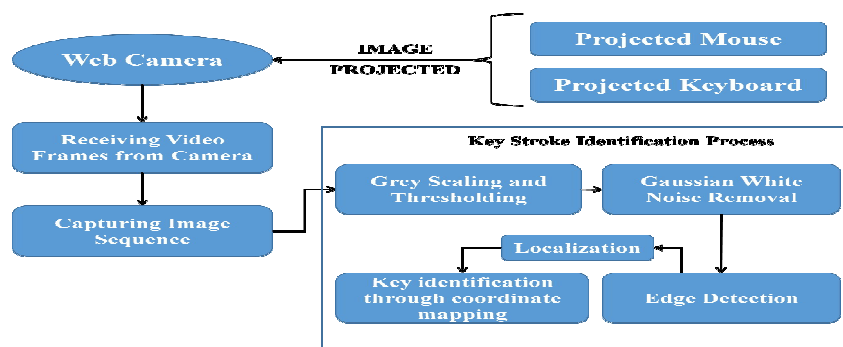 Web Camera
IMAGE
PROJECTED
Projected Mouse
Projected Keyboard
Receiving Video
Frames from Camera
Capturing Image
Sequence
Key Stroke Identification Process
Grey Scaling and
Thresholding
Gaussian White
Noise Removal
Edge Detection
Localization
Key identification
through coordinate
mapping